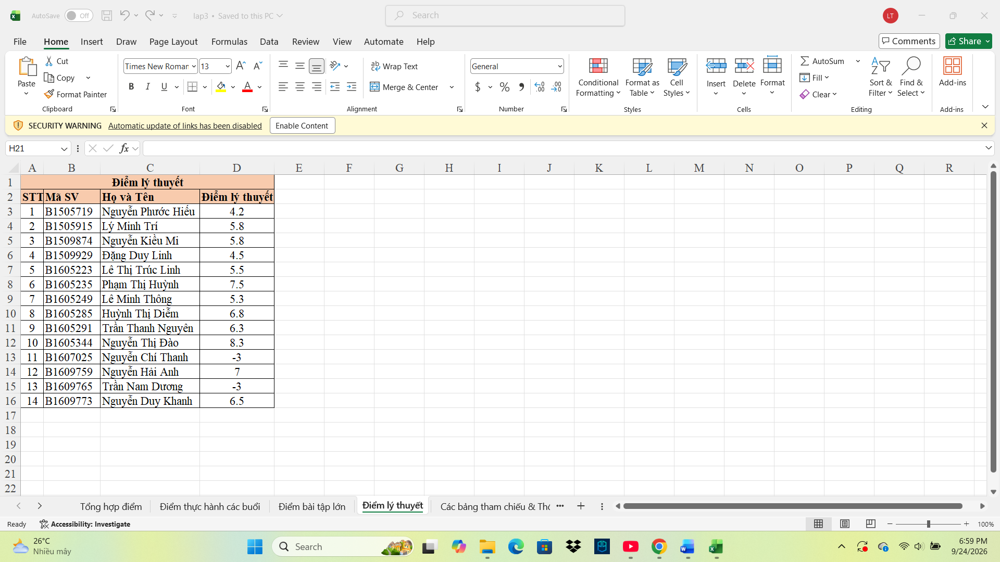 AutoSave Off lap3 • Saved to this PC Search LT
File Home Insert Draw Page Layout Formulas Data Review View Automate Help Comments Share
Paste Cut Copy Format Painter Clipboard
Times New Roman 13 B I U A Font
Wrap Text Merge & Center Alignment
General $ % Number
Conditional Formatting Format as Table Cell Styles Styles
Insert Delete Format Cells
AutoSum Fill Clear Sort & Filter Find & Select Editing
Add-ins Add-ins
SECURITY WARNING Automatic update of links has been disabled Enable Content
H21 fx
A B C D E F G H I J K L M N O P Q R
1 Điểm lý thuyết
2 STT Mã SV Họ và Tên Điểm lý thuyết
3 1 B1505719 Nguyễn Phước Hiếu 4.2
4 2 B1505915 Lý Minh Trí 5.8
5 3 B1509874 Nguyễn Kiều Mi 5.8
6 4 B1509929 Đặng Duy Linh 4.5
7 5 B1605223 Lê Thị Trúc Linh 5.5
8 6 B1605235 Phạm Thị Huỳnh 7.5
9 7 B1605249 Lê Minh Thông 5.3
10 8 B1605285 Huỳnh Thị Diễm 6.8
11 9 B1605291 Trần Thanh Nguyên 6.3
12 10 B1605344 Nguyễn Thị Đào 8.3
13 11 B1607025 Nguyễn Chí Thanh -3
14 12 B1609759 Nguyễn Hải Anh 7
15 13 B1609765 Trần Nam Dương -3
16 14 B1609773 Nguyễn Duy Khanh 6.5
17
18
19
20
21
22
Tổng hợp điểm Điểm thực hành các buổi Điểm bài tập lớn Điểm lý thuyết Các bảng tham chiếu & Thố
Ready Accessibility: Investigate 100%
26°C
Nhiều mây
Search
6:59 PM
9/24/2026